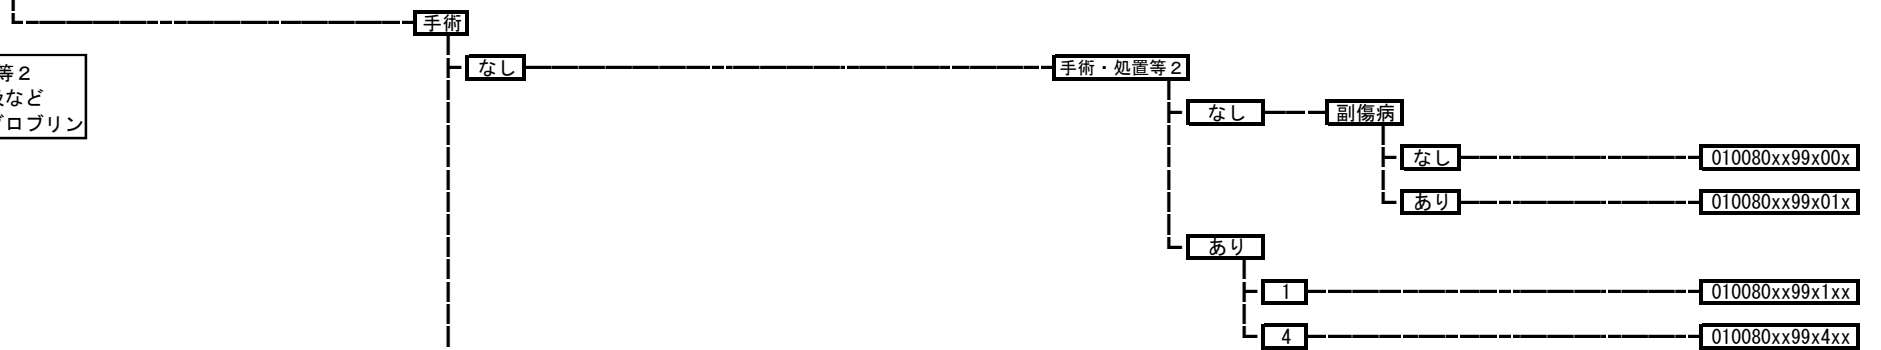 手術
なし
手術・処置等２
等２
など
ブロブリン
なし
副傷病
なし
010080xx99x00x
あり
010080xx99x01x
あり
1
010080xx99x1xx
4
010080xx99x4xx